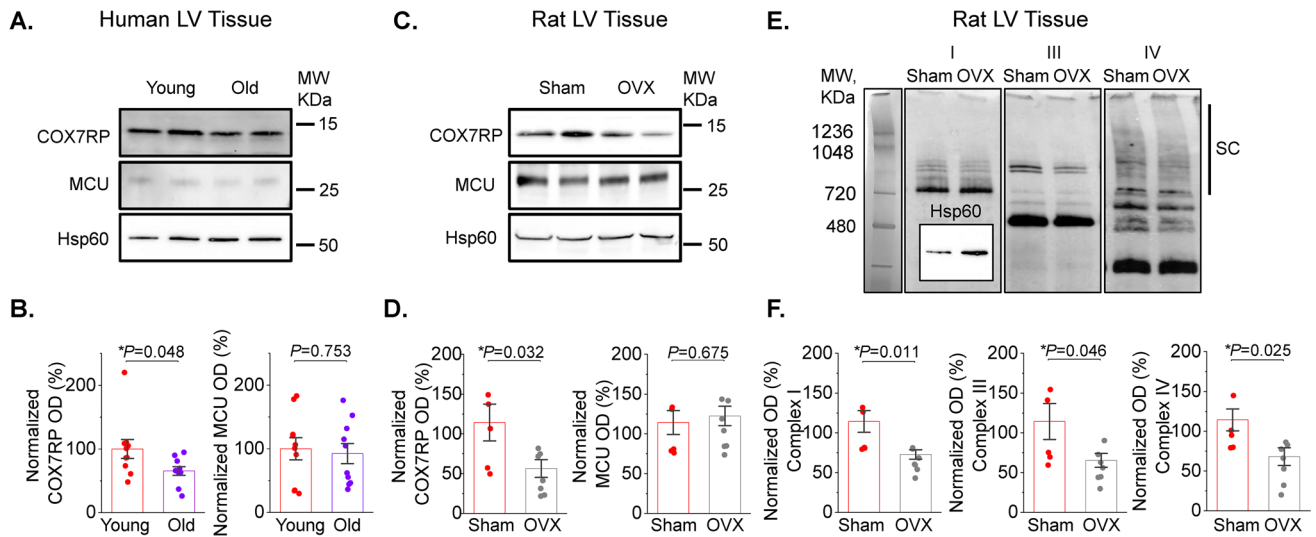 A.
Human LV Tissue
Young Old
MW
KDa
COX7RP
15
MCU
25
Hsp60
50
B.
Normalized
COX7RP OD (%)
*P=0.048
200
100
0
Young Old
Normalized MCU OD (%)
P=0.753
200
100
0
Young Old
C.
Rat LV Tissue
Sham OVX
MW
KDa
COX7RP
15
MCU
25
Hsp60
50
D.
Normalized
COX7RP OD (%)
*P=0.032
200
150
100
50
0
Sham OVX
Normalized
MCU OD (%)
P=0.675
200
150
100
50
0
Sham OVX
E.
Rat LV Tissue
I III IV
MW,
KDa
Sham OVX Sham OVX Sham OVX
1236
1048
720
480
Hsp60
SC
F.
Normalized OD (%)
Complex I
*P=0.011
200
150
100
50
0
Sham OVX
Normalized OD (%)
Complex III
*P=0.046
200
150
100
50
0
Sham OVX
Normalized OD (%)
Complex IV
*P=0.025
200
150
100
50
0
Sham OVX